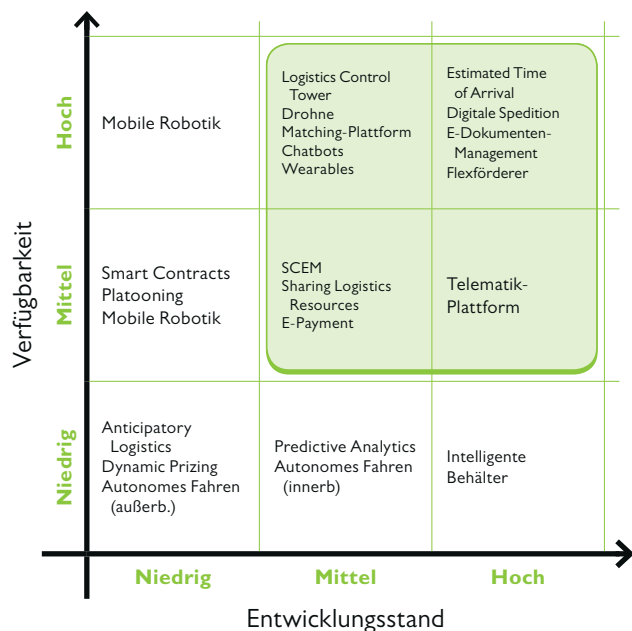 Verfügbarkeit
Hoch
Mobile Robotik
Logistics Control
Tower
Drohne
Matching-Plattform
Chatbots
Wearables
Estimated Time
of Arrival
Digitale Spedition
E-Dokumenten-
Management
Flexförderer
Mittel
Smart Contracts
Platooning
Mobile Robotik
SCEM
Sharing Logistics
Resources
E-Payment
Telematik-
Plattform
Niedrig
Anticipatory
Logistics
Dynamic Prizing
Autonomes Fahren
(außerb.)
Predictive Analytics
Autonomes Fahren
(innerb)
Intelligente
Behälter
Niedrig
Mittel
Hoch
Entwicklungsstand